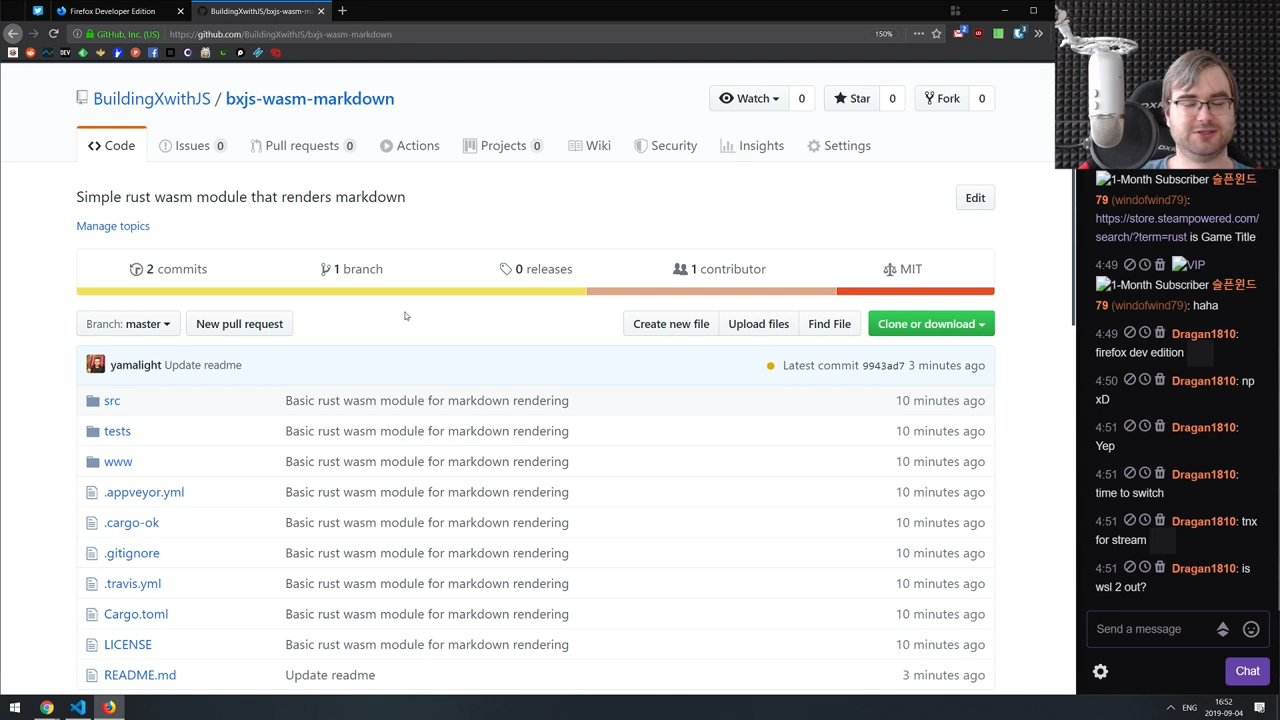 Firefox Developer Edition
BuildingXwithJS/bxjs-wasm-m
GitHub, Inc. (US)
https://github.com/BuildingXwithJS/bxjs-wasm-markdown
150%
BuildingXwithJS / bxjs-wasm-markdown
Watch 0
Star 0
Fork 0
Code
Issues 0
Pull requests 0
Actions
Projects 0
Wiki
Security
Insights
Settings
Simple rust wasm module that renders markdown
Edit
Manage topics
2 commits
1 branch
0 releases
1 contributor
MIT
Branch: master
New pull request
Create new file
Upload files
Find File
Clone or download
yamalight Update readme
Latest commit 9943ad7 3 minutes ago
src Basic rust wasm module for markdown rendering 10 minutes ago
tests Basic rust wasm module for markdown rendering 10 minutes ago
www Basic rust wasm module for markdown rendering 10 minutes ago
.appveyor.yml Basic rust wasm module for markdown rendering 10 minutes ago
.cargo-ok Basic rust wasm module for markdown rendering 10 minutes ago
.gitignore Basic rust wasm module for markdown rendering 10 minutes ago
.travis.yml Basic rust wasm module for markdown rendering 10 minutes ago
Cargo.toml Basic rust wasm module for markdown rendering 10 minutes ago
LICENSE Basic rust wasm module for markdown rendering 10 minutes ago
README.md Update readme 3 minutes ago
1-Month Subscriber 슬픈윈드
79 (windofwind79):
https://store.steampowered.com/
search/?term=rust is Game Title
4:49 VIP
1-Month Subscriber 슬픈윈드
79 (windofwind79): haha
4:49 Dragan1810:
firefox dev edition
4:50 Dragan1810: np
xD
4:51 Dragan1810:
Yep
4:51 Dragan1810:
time to switch
4:51 Dragan1810: tnx
for stream
4:51 Dragan1810: is
wsl 2 out?
Send a message
Chat
ENG
16:52
2019-09-04